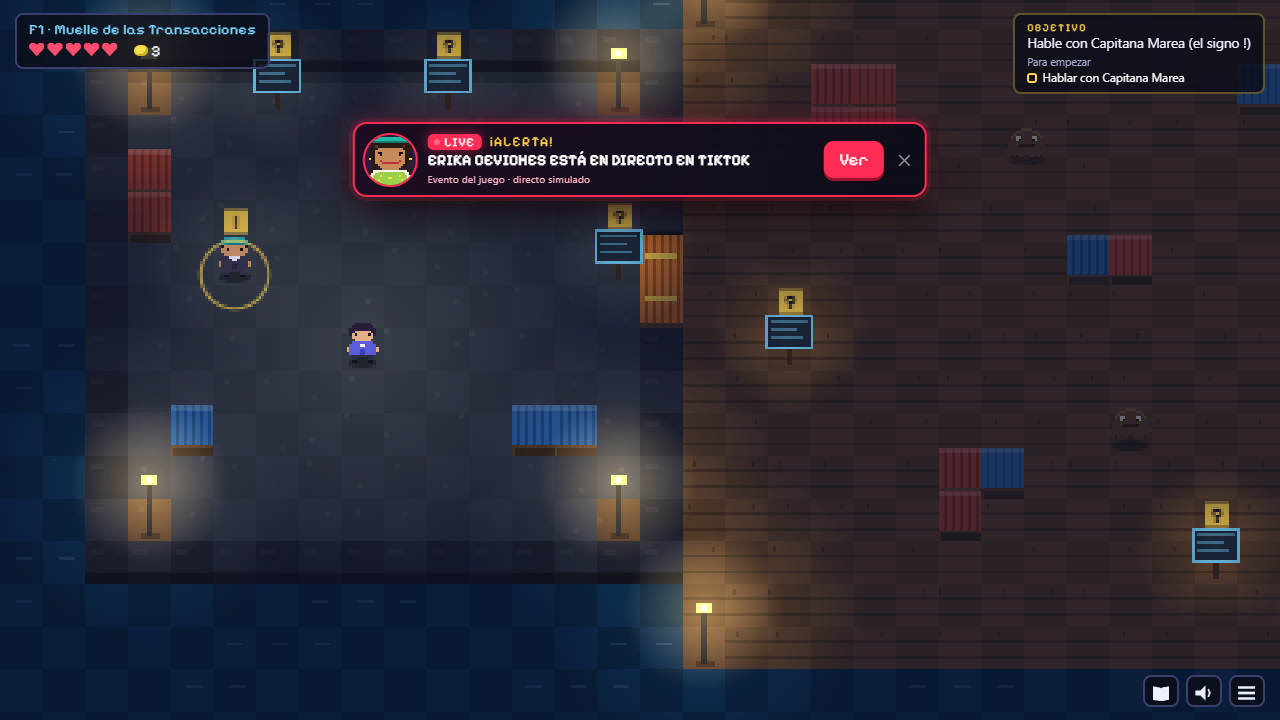 F1 · Muelle de las Transacciones
3
OBJETIVO
Hable con Capitana Marea (el signo !)
Para empezar
Hablar con Capitana Marea
LIVE ¡ALERTA!
ERIKA OEVIOHES ESTÁ EN DIRECTO EN TIKTOK
Evento del juego · directo simulado
Ver